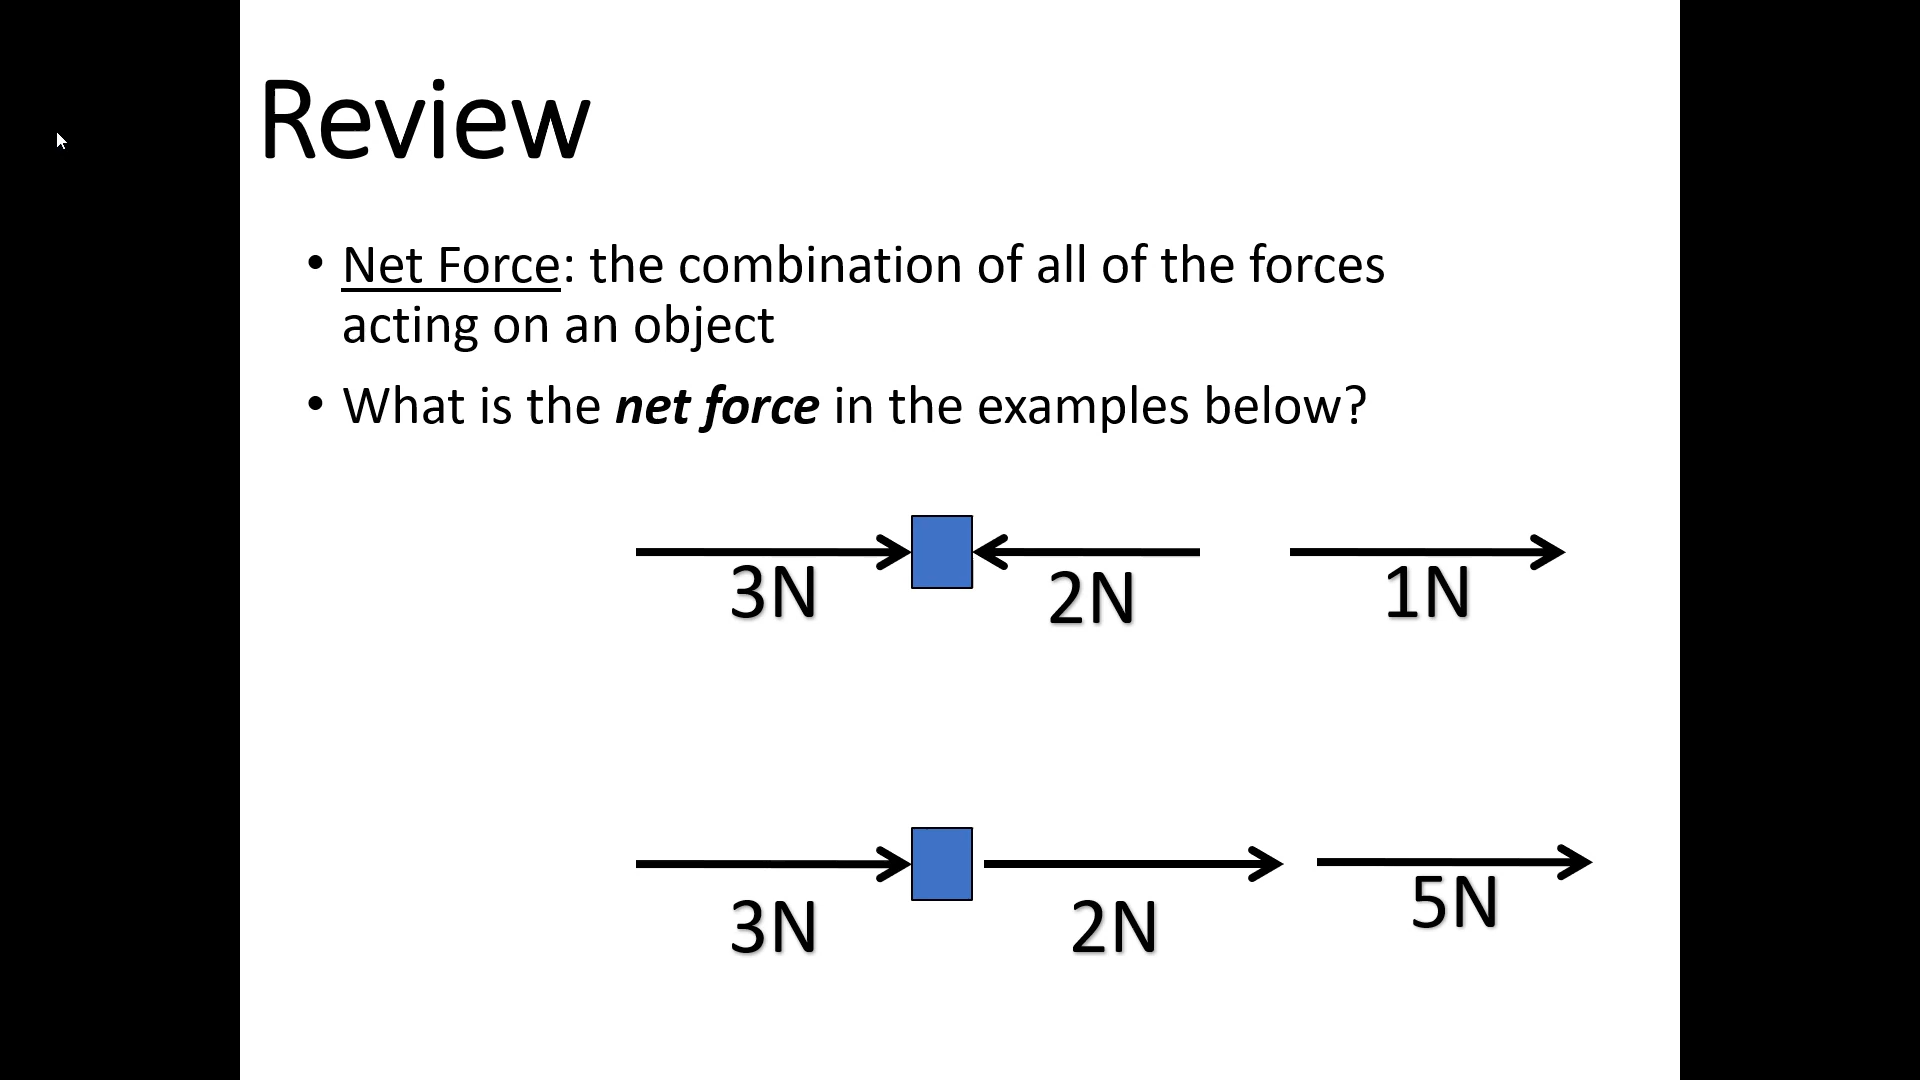 Review
• Net Force: the combination of all of the forces
acting on an object
• What is the net force in the examples below?
3N 2N 1N
3N 2N 5N